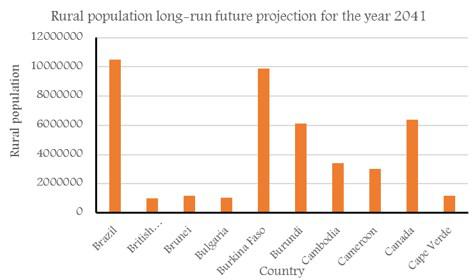 Rural population long-run future projection for the year 2041
12000000
10000000
8000000
6000000
4000000
2000000
0
Rural population
Brazil
British...
Brunei
Bulgaria
Burkina Faso
Burundi
Cambodia
Cameroon
Canada
Cape Verde
Country